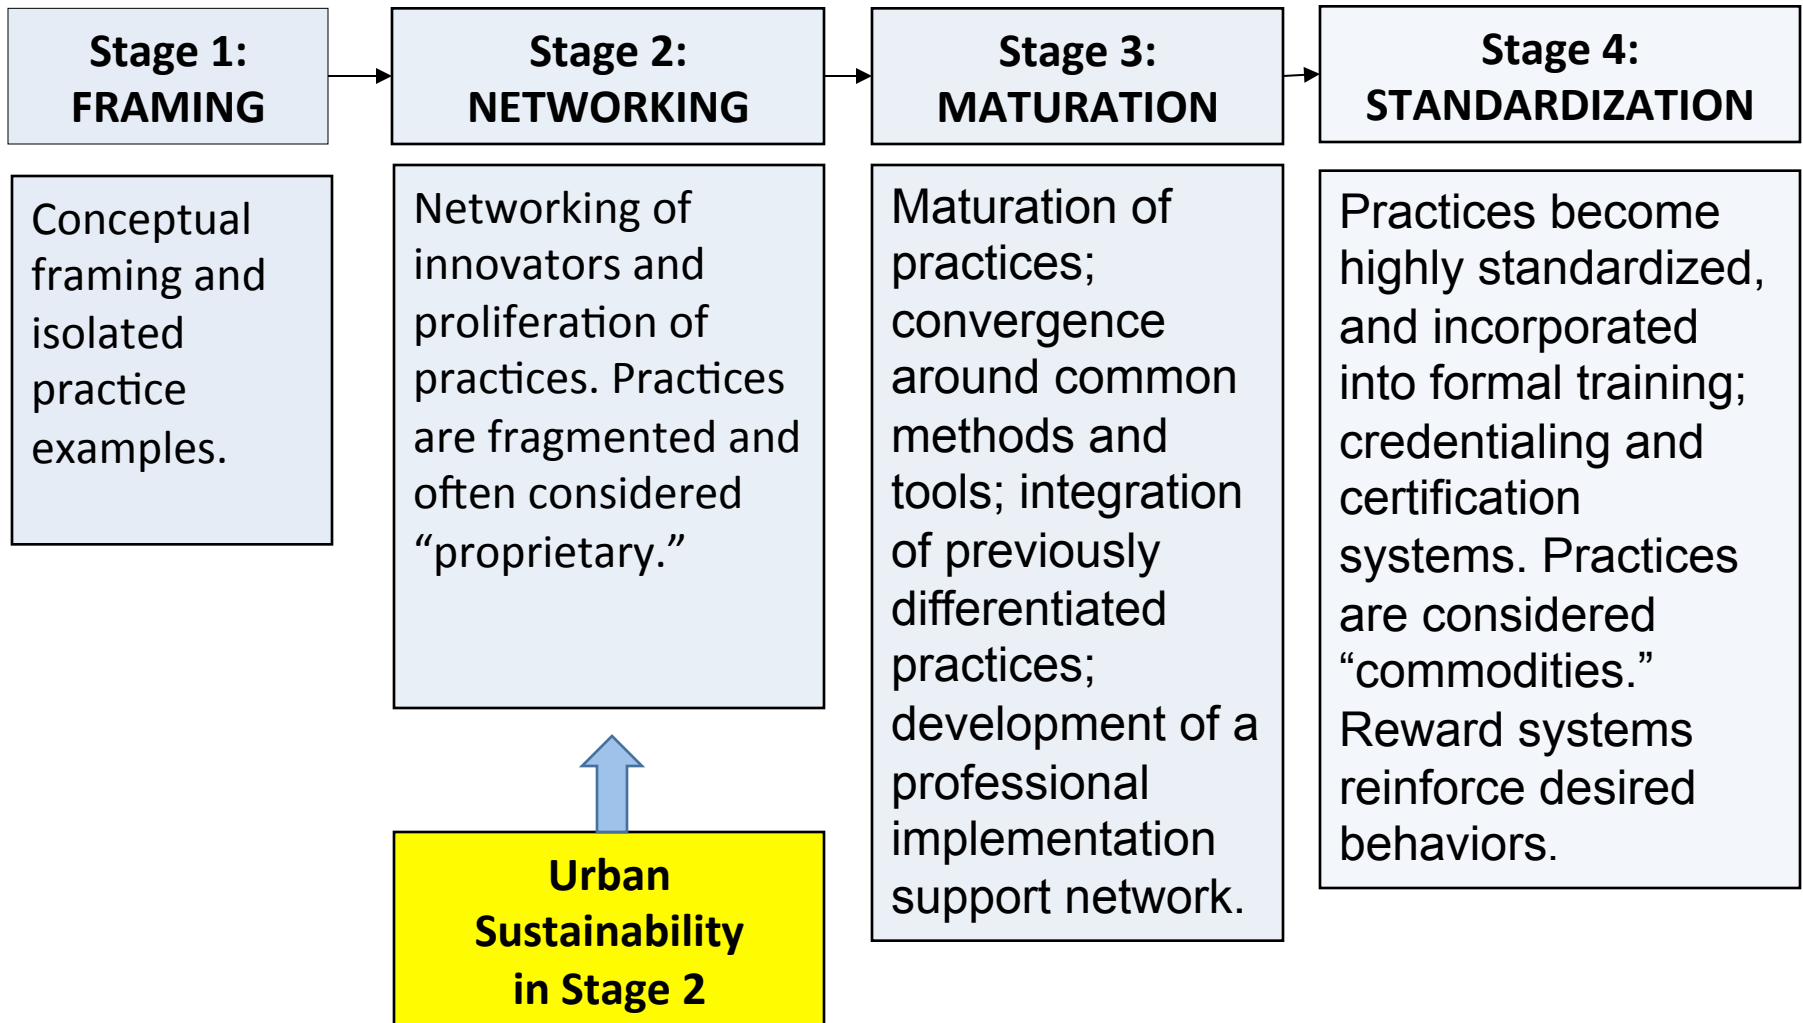 Stage 1:
FRAMING
Stage 2:
NETWORKING
Stage 3:
MATURATION
Stage 4:
STANDARDIZATION
Conceptual
framing and
isolated
practice
examples.
Networking of
innovators and
proliferation of
practices. Practices
are fragmented and
often considered
“proprietary.”
Maturation of
practices;
convergence
around common
methods and
tools; integration
of previously
differentiated
practices;
development of a
professional
implementation
support network.
Practices become
highly standardized,
and incorporated
into formal training;
credentialing and
certification
systems. Practices
are considered
“commodities.”
Reward systems
reinforce desired
behaviors.
Urban
Sustainability
in Stage 2